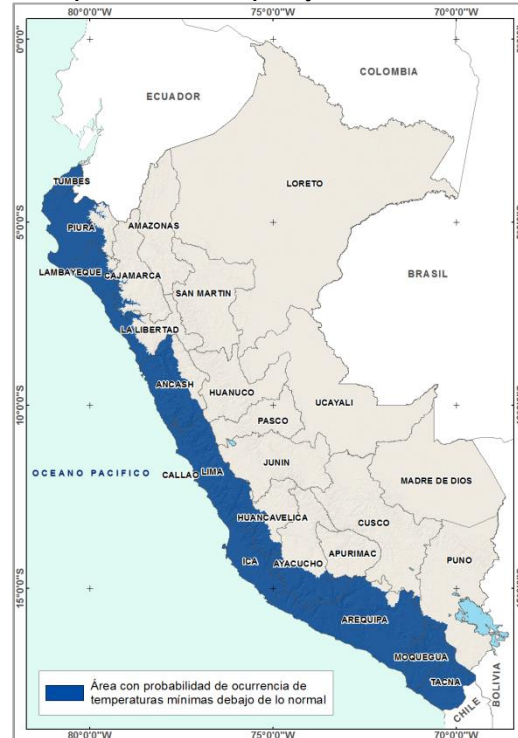 80°0'0"W
75°0'0"W
70°0'0"W
0°0'0"
COLOMBIA
ECUADOR
LORETO
TUMBES
5°0'0"S
PIURA
AMAZONAS
LAMBAYEQUE
CAJAMARCA
BRASIL
SAN MARTIN
LA LIBERTAD
ANCASH
HUANUCO
UCAYALI
10°0'0"S
PASCO
OCEANO PACIFICO
CALLAO
LIMA
JUNIN
MADRE DE DIOS
HUANCAVELICA
CUSCO
ICA
AYACUCHO
APURIMAC
PUNO
15°0'0"S
AREQUIPA
MOQUEGUA
TACNA
BOLIVIA
CHILE
Área con probabilidad de ocurrencia de
temperaturas mínimas debajo de lo normal
80°0'0"W
75°0'0"W
70°0'0"W